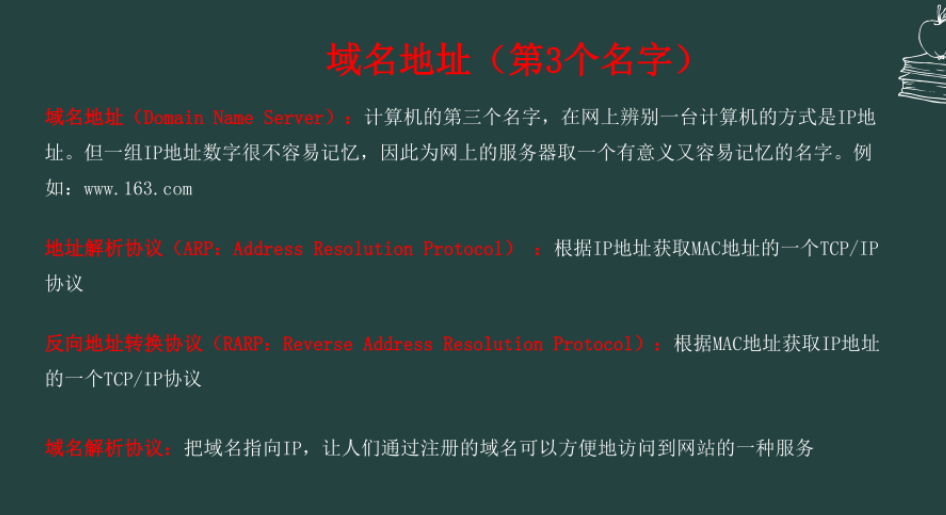 域名地址（第3个名字）
域名地址（Domain Name Server）：计算机的第三个名字，在网上辨别一台计算机的方式是IP地
址。但一组IP地址数字很不容易记忆，因此为网上的服务器取一个有意义又容易记忆的名字。例
如：www.163.com
地址解析协议（ARP：Address Resolution Protocol） ：根据IP地址获取MAC地址的一个TCP/IP
协议
反向地址转换协议（RARP：Reverse Address Resolution Protocol）：根据MAC地址获取IP地址
的一个TCP/IP协议
域名解析协议：把域名指向IP，让人们通过注册的域名可以方便地访问到网站的一种服务